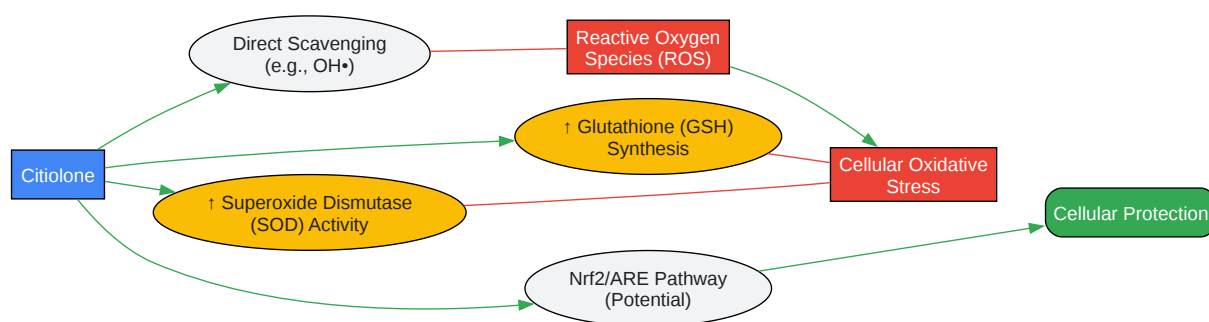 Direct Scavenging
(e.g., OH•)
Reactive Oxygen
Species (ROS)
↑ Glutathione (GSH)
Synthesis
Citiolone
Cellular Oxidative
Stress
↑ Superoxide Dismutase
(SOD) Activity
Cellular Protection
Nrf2/ARE Pathway
(Potential)